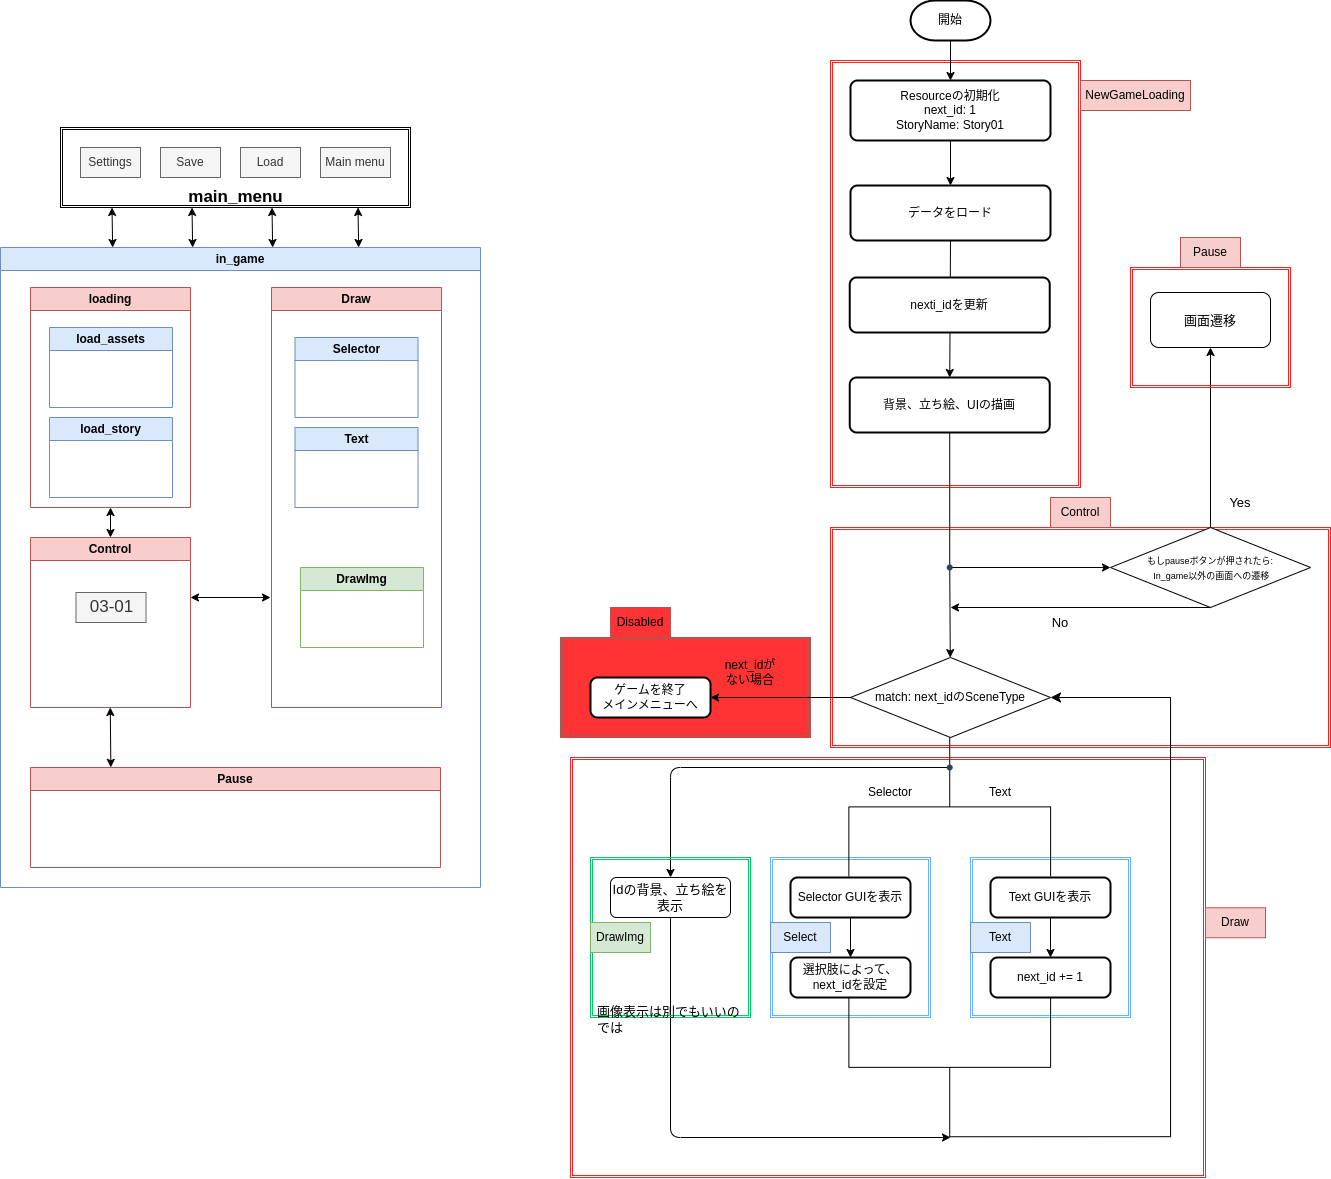 Settings
Save
Load
Main menu
main_menu
in_game
loading
load_assets
load_story
Control
03-01
Draw
Selector
Text
DrawImg
Pause
開始
NewGameLoading
Resourceの初期化
next_id: 1
StoryName: Story01
データをロード
nexti_idを更新
背景、立ち絵、UIの描画
Pause
画面遷移
Yes
Control
もしpauseボタンが押されたら:
In_game以外の画面への遷移
No
match: next_idのSceneType
Disabled
next_idが
ない場合
ゲームを終了
メインメニューへ
Selector
Text
Idの背景、立ち絵を
表示
DrawImg
画像表示は別でもいいの
では
Selector GUIを表示
Select
選択肢によって、
next_idを設定
Text GUIを表示
Text
next_id += 1
Draw